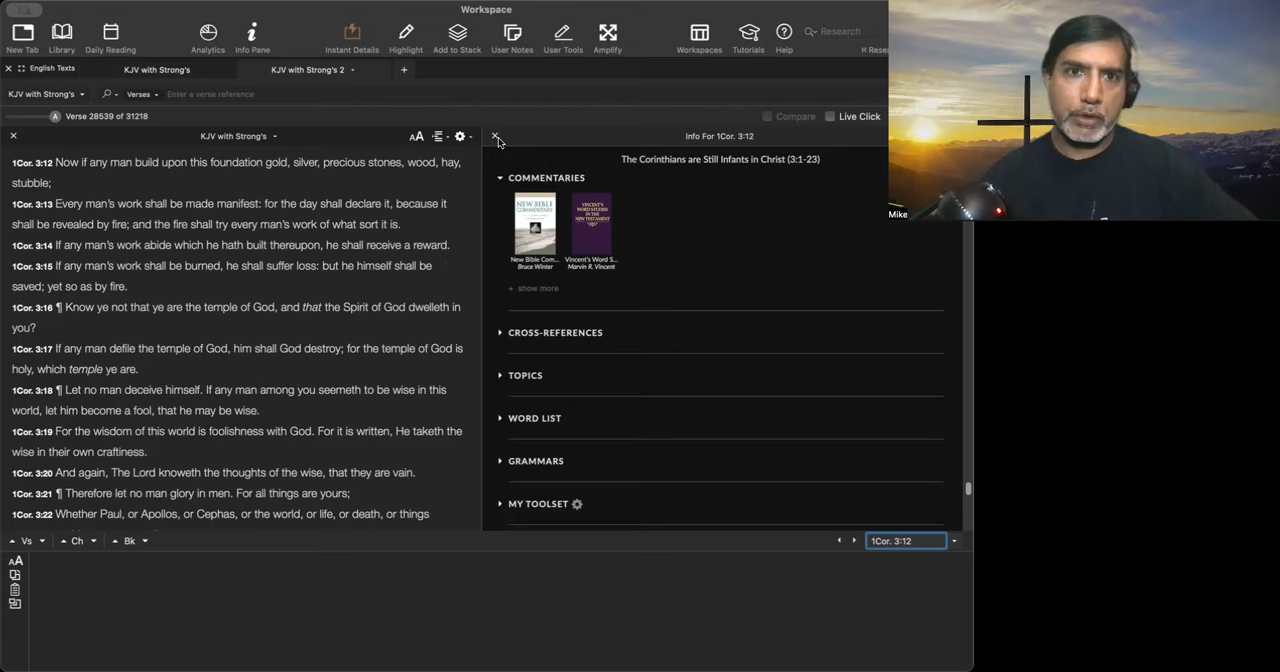 Workspace
New Tab
Library
Daily Reading
Analytics
Info Pane
Instant Details
Highlight
Add to Stack
User Notes
User Tools
Amplify
Workspaces
Tutorials
Help
Research
English Texts
KJV with Strong's
KJV with Strong's 2
+
KJV with Strong's
Verses
Enter a verse reference
A Verse 28539 of 31218
Compare
Live Click
KJV with Strong's
AA
Info For 1Cor. 3:12
1Cor. 3:12 Now if any man build upon this foundation gold, silver, precious stones, wood, hay,
stubble;
1Cor. 3:13 Every man's work shall be made manifest: for the day shall declare it, because it
shall be revealed by fire; and the fire shall try every man's work of what sort it is.
1Cor. 3:14 If any man's work abide which he hath built thereupon, he shall receive a reward.
1Cor. 3:15 If any man's work shall be burned, he shall suffer loss: but he himself shall be
saved; yet so as by fire.
1Cor. 3:16 ¶ Know ye not that ye are the temple of God, and that the Spirit of God dwelleth in
you?
1Cor. 3:17 If any man defile the temple of God, him shall God destroy; for the temple of God is
holy, which temple ye are.
1Cor. 3:18 ¶ Let no man deceive himself. If any man among you seemeth to be wise in this
world, let him become a fool, that he may be wise.
1Cor. 3:19 For the wisdom of this world is foolishness with God. For it is written, He taketh the
wise in their own craftiness.
1Cor. 3:20 And again, The Lord knoweth the thoughts of the wise, that they are vain.
1Cor. 3:21 ¶ Therefore let no man glory in men. For all things are yours;
1Cor. 3:22 Whether Paul, or Apollos, or Cephas, or the world, or life, or death, or things
The Corinthians are Still Infants in Christ (3:1-23)
COMMENTARIES
NEW BIBLE
COMMENTARY
VINCENT'S
WORD STUDIES
IN THE
NEW TESTAMENT
New Bible Com...
Bruce Winter
Vincent's Word S...
Marvin R. Vincent
+ show more
CROSS-REFERENCES
TOPICS
WORD LIST
GRAMMARS
MY TOOLSET
Vs
Ch
Bk
1Cor. 3:12
AA
Mike